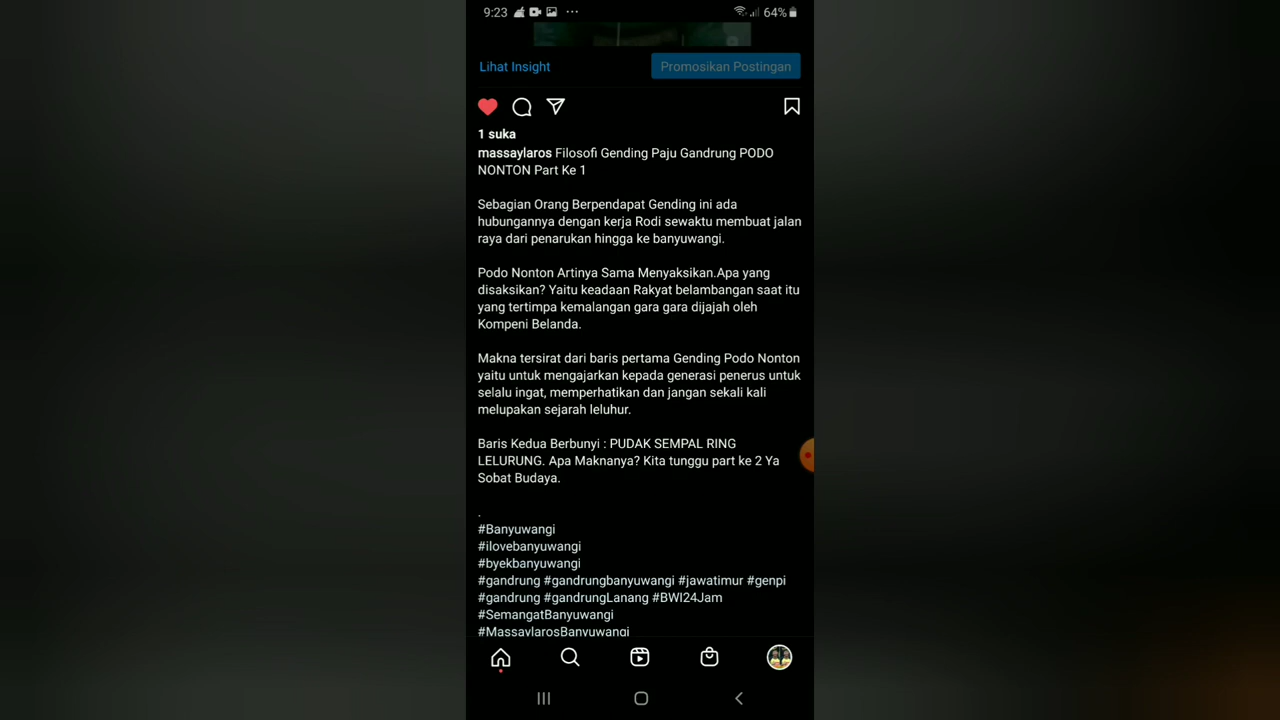 9:23
64%
Lihat Insight
Promosikan Postingan
1 suka
massaylaros Filosofi Gending Paju Gandrung PODO
NONTON Part Ke 1
Sebagian Orang Berpendapat Gending ini ada
hubungannya dengan kerja Rodi sewaktu membuat jalan
raya dari penarukan hingga ke banyuwangi.
Podo Nonton Artinya Sama Menyaksikan.Apa yang
disaksikan? Yaitu keadaan Rakyat belambangan saat itu
yang tertimpa kemalangan gara gara dijajah oleh
Kompeni Belanda.
Makna tersirat dari baris pertama Gending Podo Nonton
yaitu untuk mengajarkan kepada generasi penerus untuk
selalu ingat, memperhatikan dan jangan sekali kali
melupakan sejarah leluhur.
Baris Kedua Berbunyi : PUDAK SEMPAL RING
LELURUNG. Apa Maknanya? Kita tunggu part ke 2 Ya
Sobat Budaya.
.
#Banyuwangi
#ilovebanyuwangi
#byekbanyuwangi
#gandrung #gandrungbanyuwangi #jawatimur #genpi
#gandrung #gandrungLanang #BWI24Jam
#SemangatBanyuwangi
#MassaylarosBanyuwangi